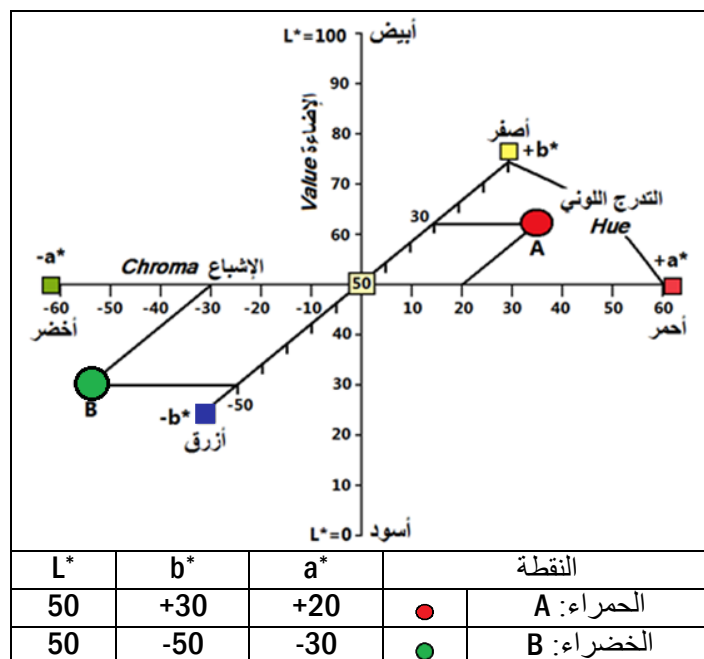 L*=100 أبيض
90
80
الإضاءة Value
أصفر
+b*
70
التدرج اللوني
Hue
60
30
A
-a*
الإشباع Chroma
+a*
50
-60 -50 -40 -30 -20 -10 10 20 30 40 50 60
أخضر
أحمر
40
B
30
-50
-b*
أزرق
20
10
L*=0 أسود
النقطة a* b* L*
الحمراء: A +20 +30 50
الخضراء: B -30 -50 50